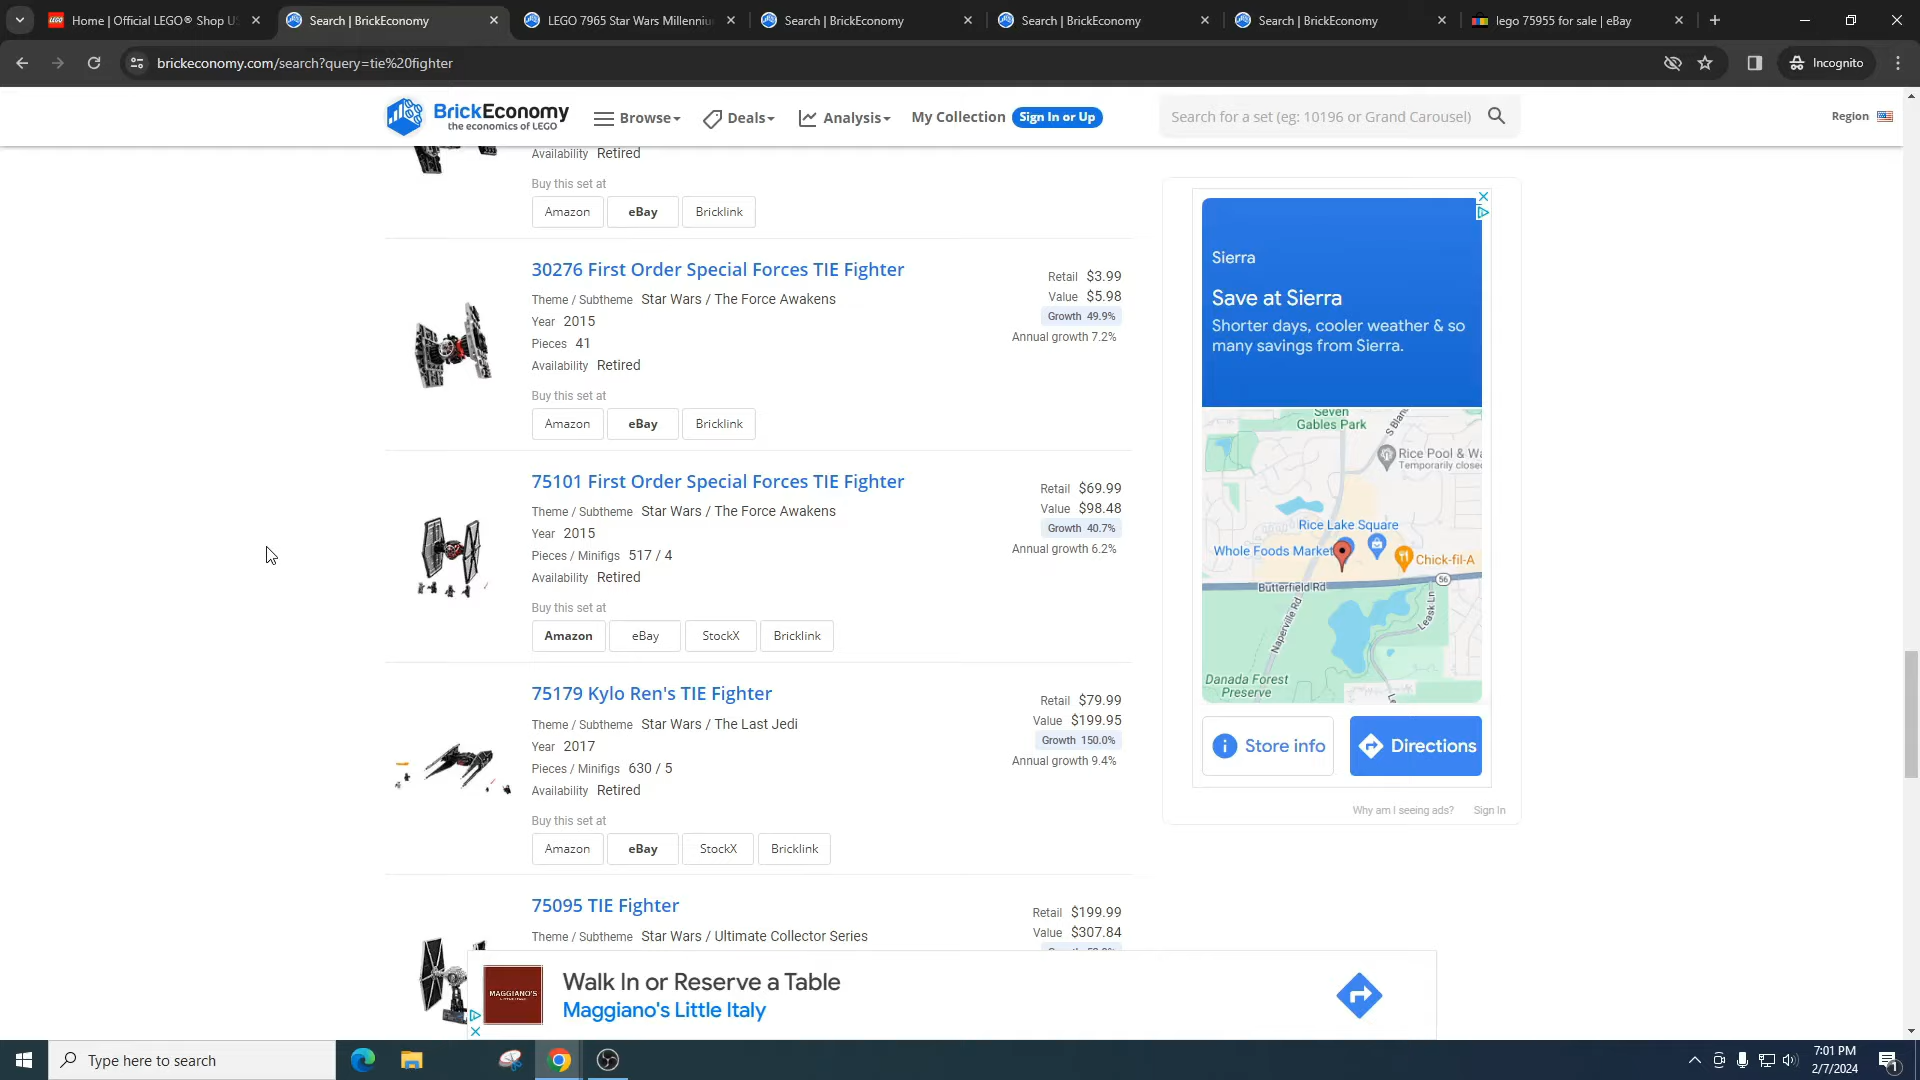 Home | Official LEGO® Shop U
Search | BrickEconomy
LEGO 7965 Star Wars Millenni
Search | BrickEconomy
Search | BrickEconomy
Search | BrickEconomy
lego 75955 for sale | eBay
brickeconomy.com/search?query=tie%20fighter
Incognito
BrickEconomy
the economics of LEGO
Browse
Deals
Analysis
My Collection
Sign In or Up
Search for a set (eg: 10196 or Grand Carousel)
Region
Availability Retired
Buy this set at
Amazon eBay Bricklink
30276 First Order Special Forces TIE Fighter
Theme / Subtheme Star Wars / The Force Awakens
Year 2015
Pieces 41
Availability Retired
Buy this set at
Amazon eBay Bricklink
Retail $3.99
Value $5.98
Growth 49.9%
Annual growth 7.2%
75101 First Order Special Forces TIE Fighter
Theme / Subtheme Star Wars / The Force Awakens
Year 2015
Pieces / Minifigs 517 / 4
Availability Retired
Buy this set at
Amazon eBay StockX Bricklink
Retail $69.99
Value $98.48
Growth 40.7%
Annual growth 6.2%
75179 Kylo Ren's TIE Fighter
Theme / Subtheme Star Wars / The Last Jedi
Year 2017
Pieces / Minifigs 630 / 5
Availability Retired
Buy this set at
Amazon eBay StockX Bricklink
Retail $79.99
Value $199.95
Growth 150.0%
Annual growth 9.4%
75095 TIE Fighter
Theme / Subtheme Star Wars / Ultimate Collector Series
Retail $199.99
Value $307.84
Sierra
Save at Sierra
Shorter days, cooler weather & so
many savings from Sierra.
Seven
Gables Park
S Blan
Rice Pool & Wa
Temporarily close
Rice Lake Square
Whole Foods Market
Chick-fil-A
Butterfield Rd
56
Naperville Rd
Leask Ln
Danada Forest
Preserve
Store info
Directions
Why am I seeing ads?
Sign In
MAGGIANO'S
Walk In or Reserve a Table
Maggiano's Little Italy
Type here to search
7:01 PM
2/7/2024
1